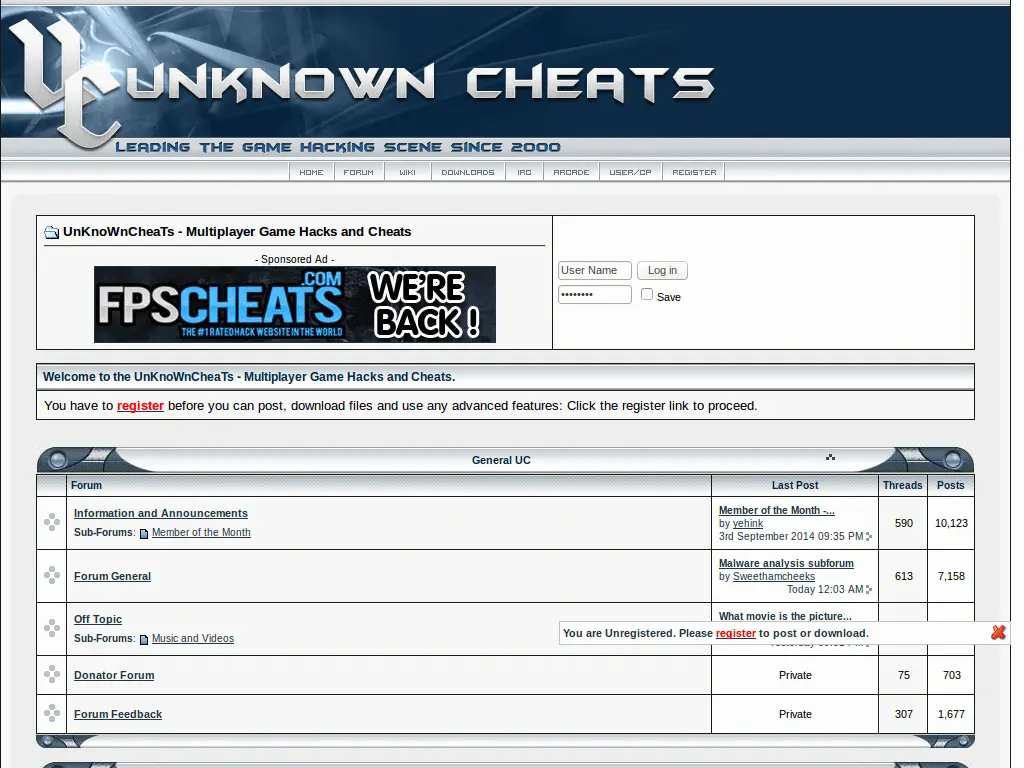 UC UNKNOWN CHEATS
LEADING THE GAME HACKING SCENE SINCE 2000
HOME FORUM WIKI DOWNLOADS IRC ARCADE USER/CP REGISTER
UnKnoWnCheaTs - Multiplayer Game Hacks and Cheats
- Sponsored Ad -
FPSCHEATS.COM
THE #1 RATED HACK WEBSITE IN THE WORLD
WE'RE
BACK !
User Name Log in
•••••••• Save
Welcome to the UnKnoWnCheaTs - Multiplayer Game Hacks and Cheats.
You have to register before you can post, download files and use any advanced features: Click the register link to proceed.
General UC
Forum Last Post Threads Posts
Information and Announcements
Sub-Forums: Member of the Month
Member of the Month -...
by yehink
3rd September 2014 09:35 PM
590 10,123
Forum General
Malware analysis subforum
by Sweethamcheeks
Today 12:03 AM
613 7,158
Off Topic
Sub-Forums: Music and Videos
What movie is the picture...
You are Unregistered. Please register to post or download.
Donator Forum Private 75 703
Forum Feedback Private 307 1,677